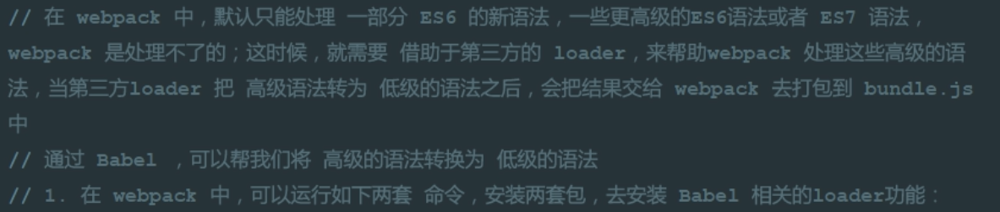 // 在 webpack 中，默认只能处理 一部分 ES6 的新语法，一些更高级的ES6语法或者 ES7 语法，
webpack 是处理不了的；这时候，就需要 借助于第三方的 loader，来帮助webpack 处理这些高级的语
法，当第三方loader 把 高级语法转为 低级的语法之后，会把结果交给 webpack 去打包到 bundle.js
中
// 通过 Babel ，可以帮我们将 高级的语法转换为 低级的语法
// 1. 在 webpack 中，可以运行如下两套 命令，安装两套包，去安装 Babel 相关的loader功能：